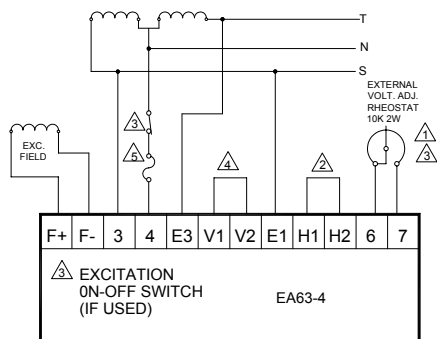 T
N
S
EXTERNAL
VOLT. ADJ.
RHEOSTAT
10K 2W
1
3
3
5
4
2
EXC.
FIELD
F+ F- 3 4 E3 V1 V2 E1 H1 H2 6 7
3 EXCITATION
0N-OFF SWITCH
(IF USED)
EA63-4